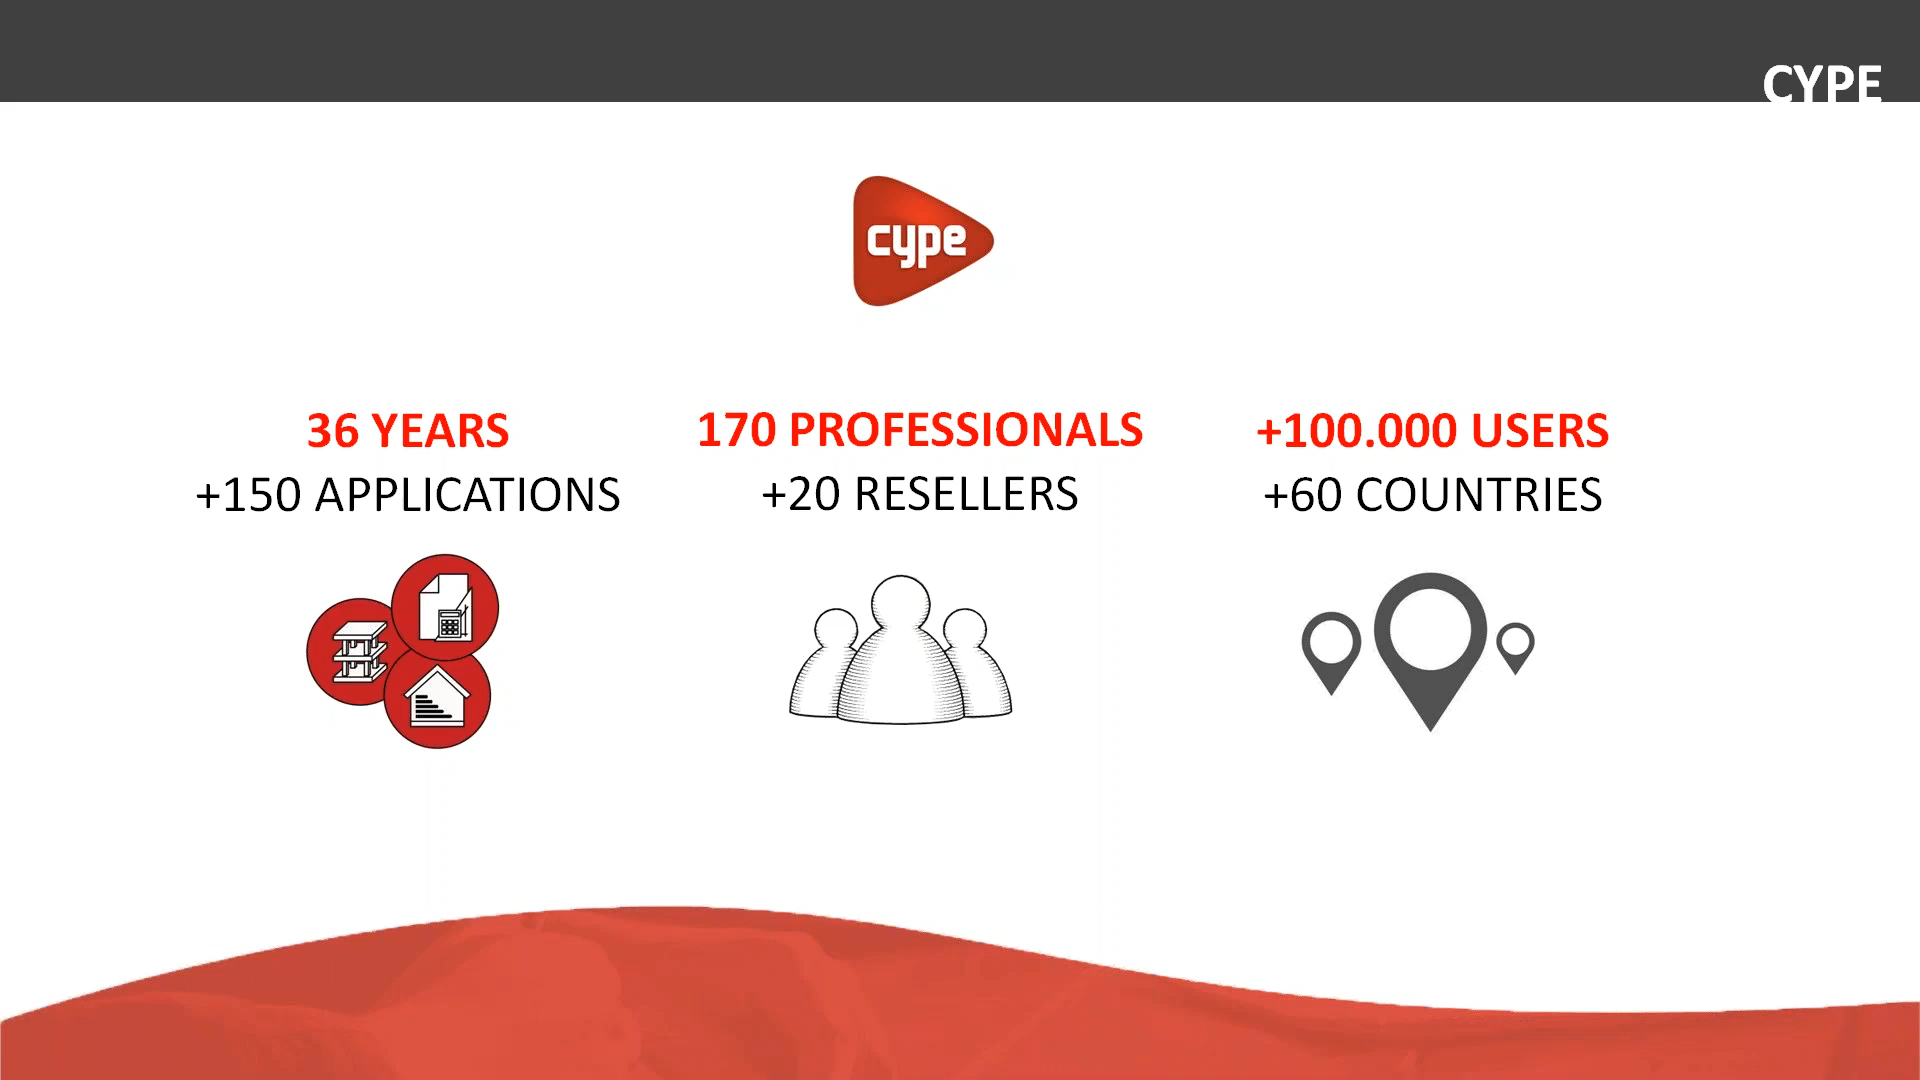 CYPE
cype
36 YEARS
+150 APPLICATIONS
170 PROFESSIONALS
+20 RESELLERS
+100.000 USERS
+60 COUNTRIES